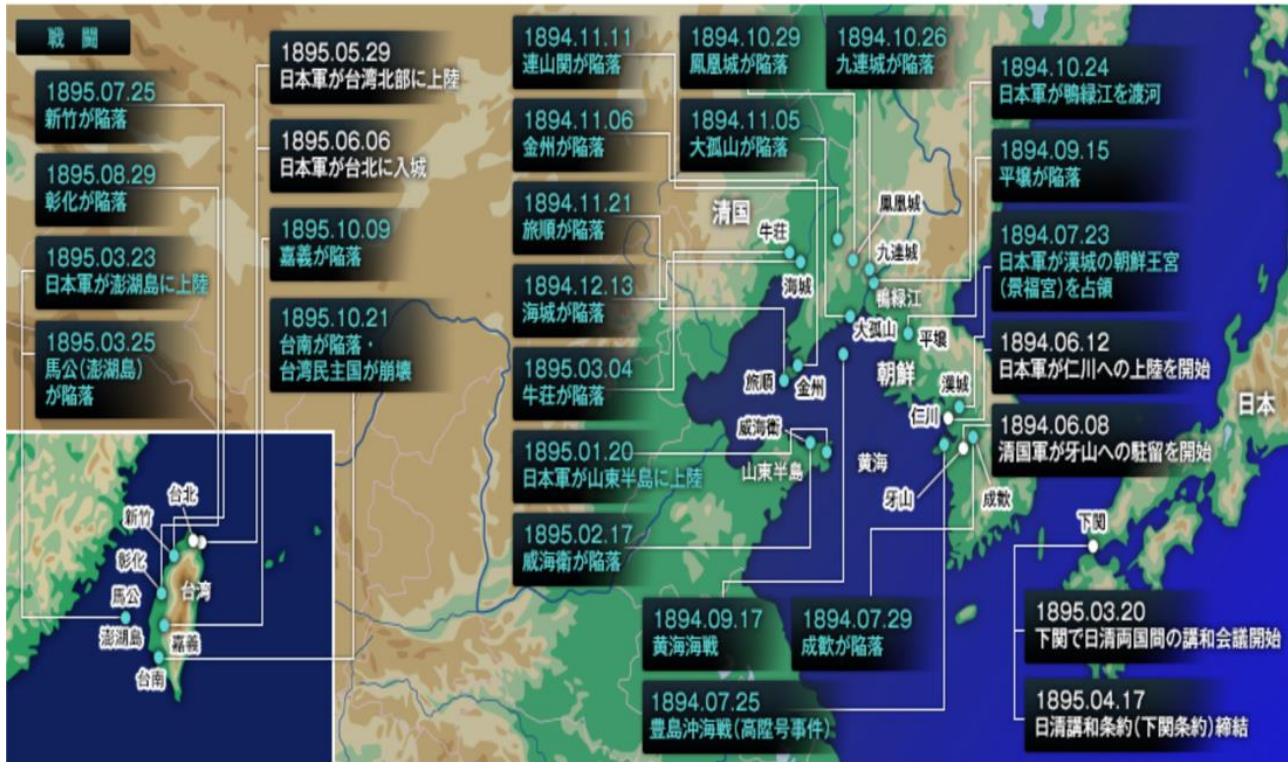 戦闘
1895.07.25
新竹が陥落
1895.08.29
彰化が陥落
1895.03.23
日本軍が澎湖島に上陸
1895.03.25
馬公(澎湖島)
が陥落
1895.05.29
日本軍が台湾北部に上陸
1895.06.06
日本軍が台北に入城
1895.10.09
嘉義が陥落
1895.10.21
台南が陥落・
台湾民主国が崩壊
1894.11.11
連山関が陥落
1894.11.06
金州が陥落
1894.11.21
旅順が陥落
1894.12.13
海城が陥落
1895.03.04
牛荘が陥落
1895.01.20
日本軍が山東半島に上陸
1895.02.17
威海衛が陥落
1894.10.29
鳳凰城が陥落
1894.11.05
大孤山が陥落
1894.10.26
九連城が陥落
1894.10.24
日本軍が鴨緑江を渡河
1894.09.15
平壌が陥落
1894.07.23
日本軍が漢城の朝鮮王宮
(景福宮)を占領
1894.06.12
日本軍が仁川への上陸を開始
1894.06.08
清国軍が牙山への駐留を開始
清国
鳳凰城
牛荘
九連城
海城
鴨緑江
大孤山
平壌
旅順
金州
朝鮮
漢城
日本
仁川
威海衛
山東半島
黄海
牙山
成歓
下関
台北
新竹
彰化
台湾
馬公
澎湖島
嘉義
台南
1894.09.17
黄海海戦
1894.07.29
成歓が陥落
1894.07.25
豊島沖海戦(高陞号事件)
1895.03.20
下関で日清両国間の講和会議開始
1895.04.17
日清講和条約(下関条約)締結